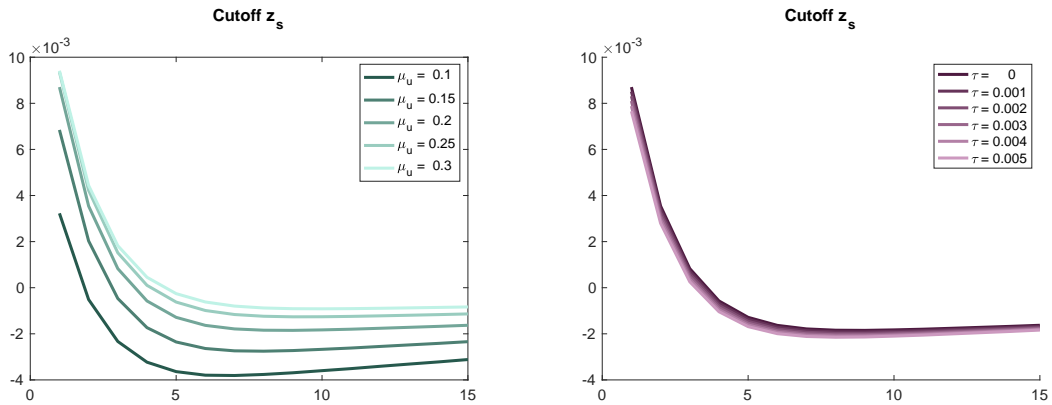 Cutoff z_s
×10⁻³
10
8
6
4
2
0
-2
-4
0
5
10
15
μ_u = 0.1
μ_u = 0.15
μ_u = 0.2
μ_u = 0.25
μ_u = 0.3
Cutoff z_s
×10⁻³
10
8
6
4
2
0
-2
-4
0
5
10
15
τ = 0
τ = 0.001
τ = 0.002
τ = 0.003
τ = 0.004
τ = 0.005